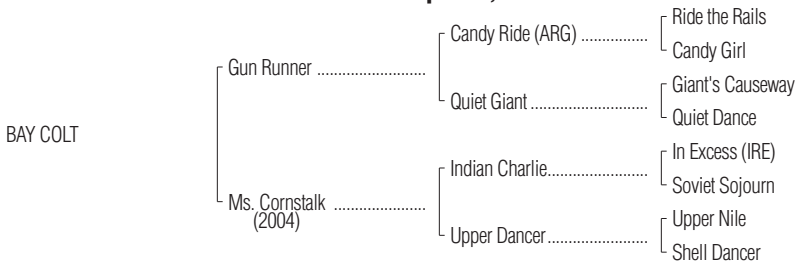 Ride the Rails
Candy Ride (ARG) ................
Candy Girl
Gun Runner ..........................
Giant's Causeway
Quiet Giant ............................
Quiet Dance
BAY COLT
In Excess (IRE)
Indian Charlie........................
Soviet Sojourn
Ms. Cornstalk ......................
(2004)
Upper Nile
Upper Dancer........................
Shell Dancer